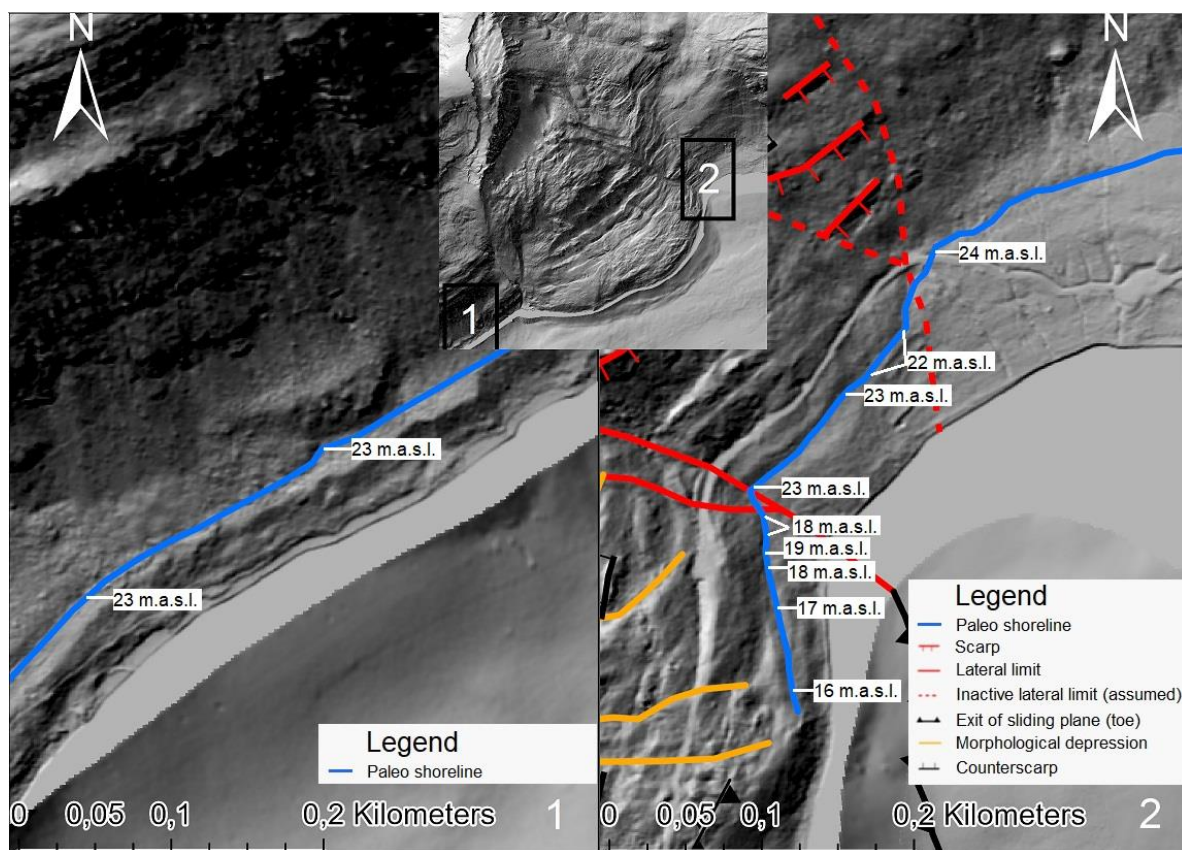 N
23 m.a.s.l.
23 m.a.s.l.
Legend
Paleo shoreline
0 0,05 0,1 0,2 Kilometers
1
1
2
N
24 m.a.s.l.
22 m.a.s.l.
23 m.a.s.l.
23 m.a.s.l.
18 m.a.s.l.
19 m.a.s.l.
18 m.a.s.l.
17 m.a.s.l.
16 m.a.s.l.
Legend
Paleo shoreline
Scarp
Lateral limit
Inactive lateral limit (assumed)
Exit of sliding plane (toe)
Morphological depression
Counterscarp
0 0,05 0,1 0,2 Kilometers
2